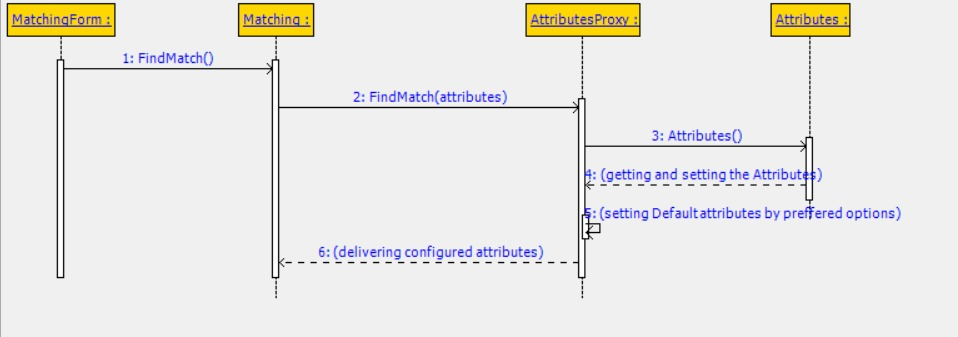 MatchingForm :
Matching :
AttributesProxy :
Attributes :
1: FindMatch()
2: FindMatch(attributes)
3: Attributes()
4: (getting and setting the Attributes)
5: (setting Default attributes by preffered options)
6: (delivering configured attributes)